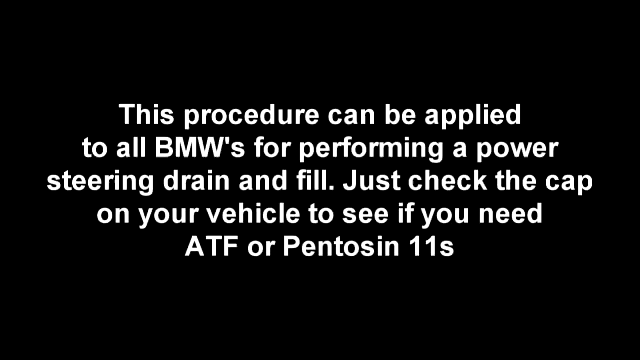 This procedure can be applied
to all BMW's for performing a power
steering drain and fill. Just check the cap
on your vehicle to see if you need
ATF or Pentosin 11s